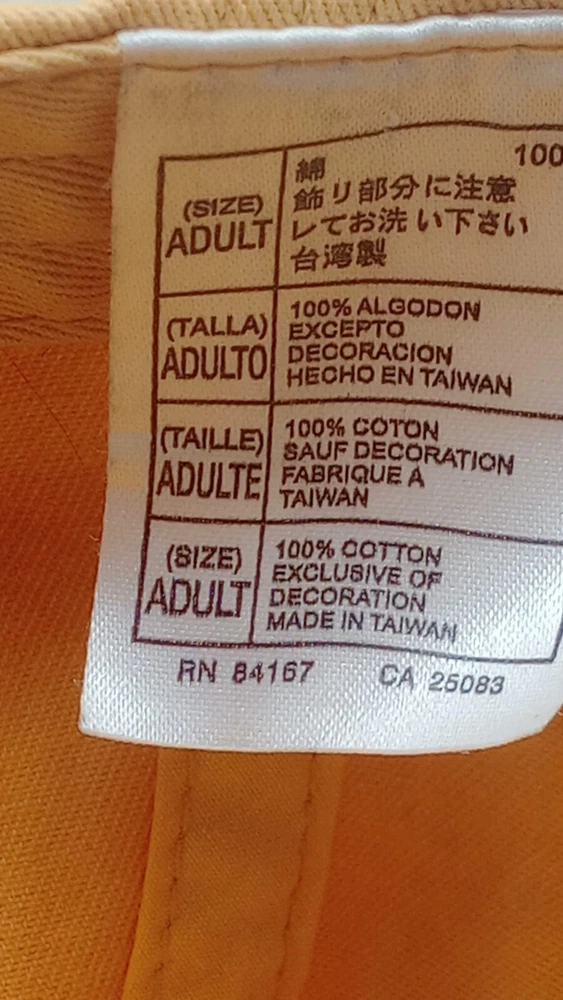 (SIZE)
ADULT
綿 100
飾り部分に注意
レてお洗い下さい
台湾製
(TALLA)
ADULTO
100% ALGODON
EXCEPTO
DECORACION
HECHO EN TAIWAN
(TAILLE)
ADULTE
100% COTON
SAUF DECORATION
FABRIQUE A
TAIWAN
(SIZE)
ADULT
100% COTTON
EXCLUSIVE OF
DECORATION
MADE IN TAIWAN
RN 84167 CA 25083